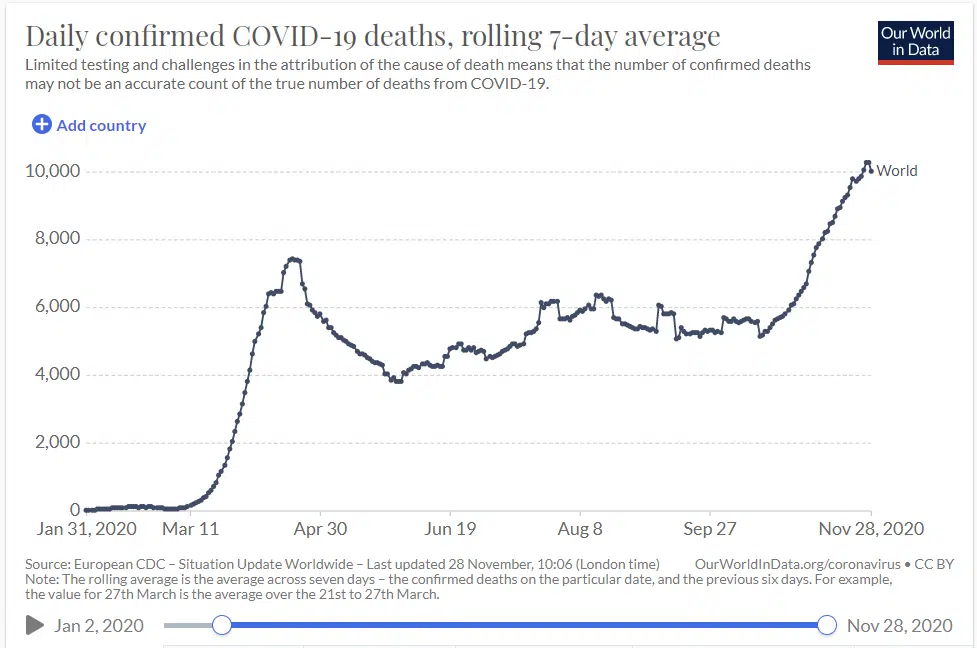 Daily confirmed COVID-19 deaths, rolling 7-day average
Our World
in Data
Limited testing and challenges in the attribution of the cause of death means that the number of confirmed deaths
may not be an accurate count of the true number of deaths from COVID-19.
Add country
10,000
World
8,000
6,000
4,000
2,000
0
Jan 31, 2020 Mar 11 Apr 30 Jun 19 Aug 8 Sep 27 Nov 28, 2020
Source: European CDC – Situation Update Worldwide – Last updated 28 November, 10:06 (London time) OurWorldInData.org/coronavirus • CC BY
Note: The rolling average is the average across seven days – the confirmed deaths on the particular date, and the previous six days. For example,
the value for 27th March is the average over the 21st to 27th March.
Jan 2, 2020 Nov 28, 2020